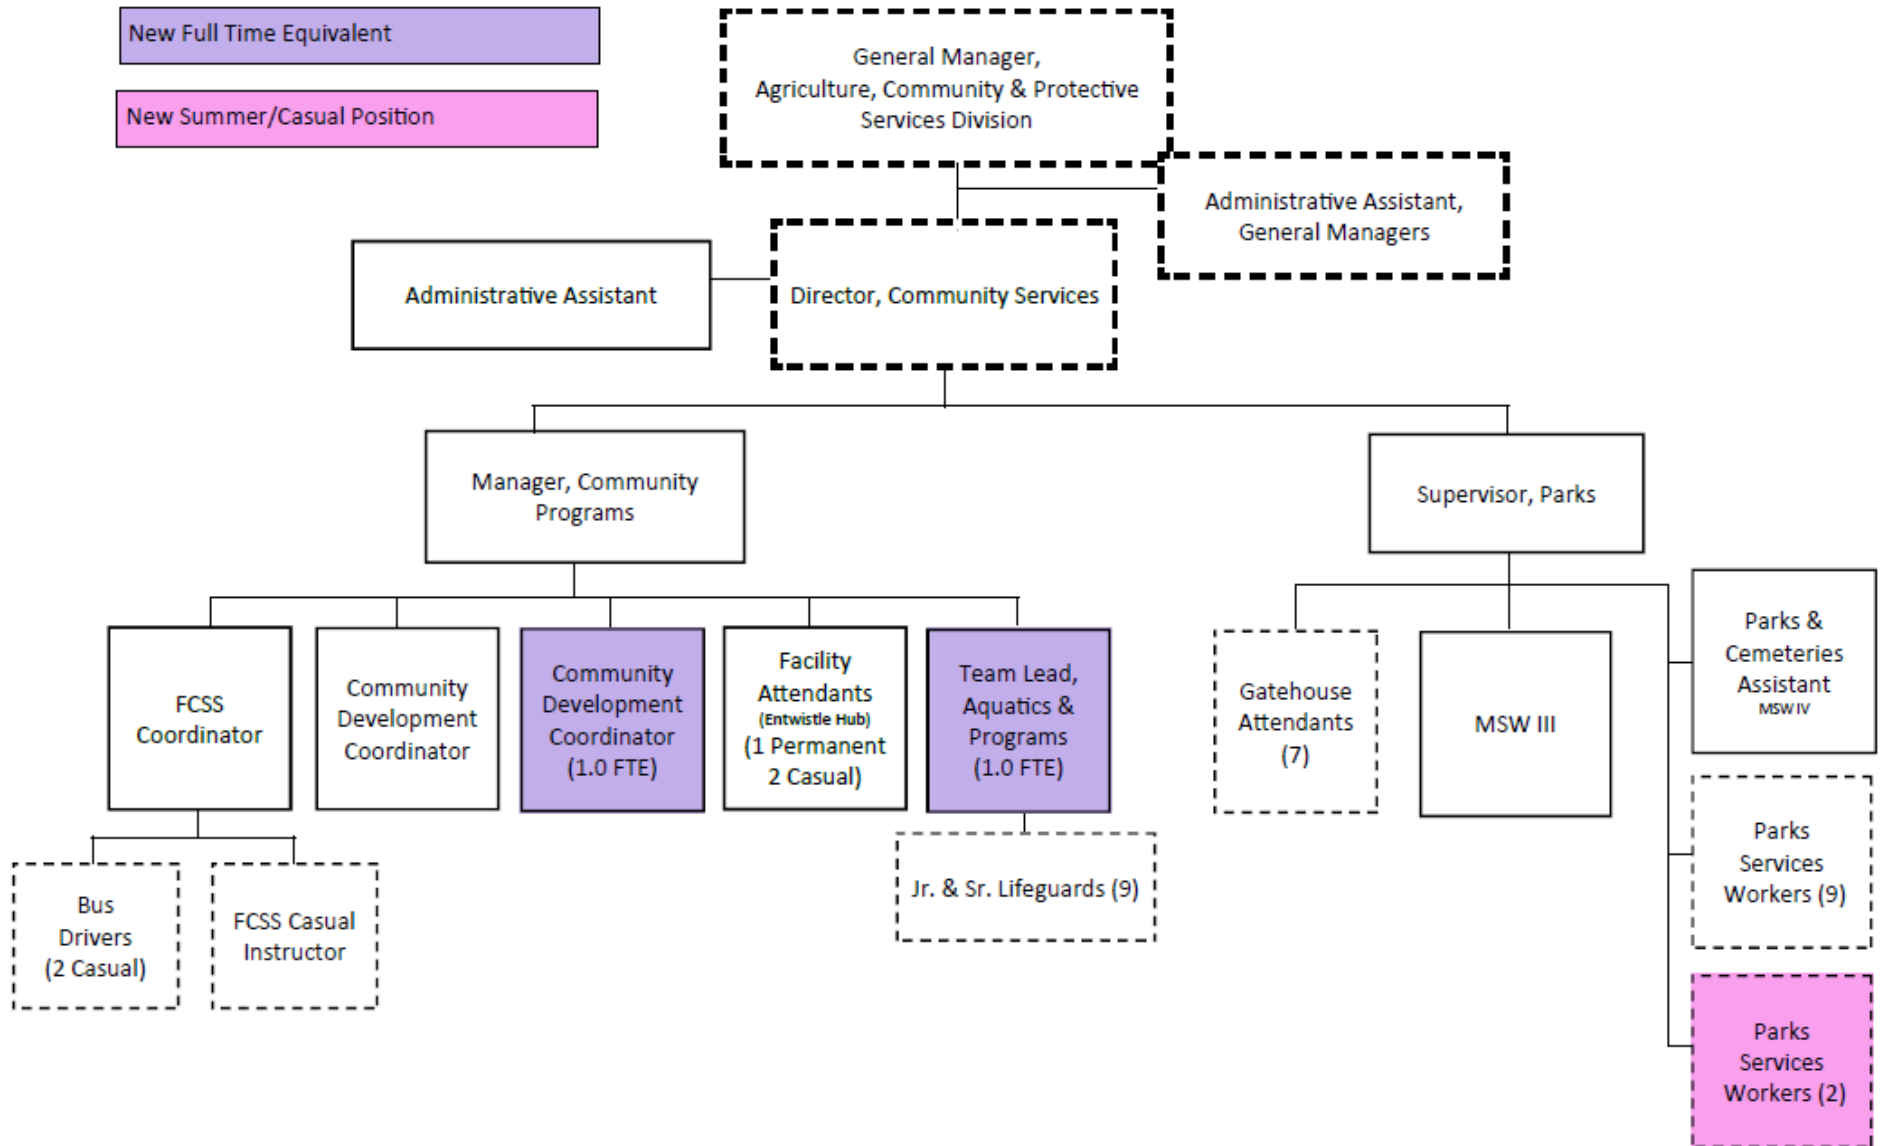 New Full Time Equivalent
New Summer/Casual Position
General Manager,
Agriculture, Community & Protective
Services Division
Administrative Assistant,
General Managers
Administrative Assistant
Director, Community Services
Manager, Community
Programs
Supervisor, Parks
FCSS
Coordinator
Community
Development
Coordinator
Community
Development
Coordinator
(1.0 FTE)
Facility
Attendants
(Entwistle Hub)
(1 Permanent
2 Casual)
Team Lead,
Aquatics &
Programs
(1.0 FTE)
Gatehouse
Attendants
(7)
MSW III
Parks &
Cemeteries
Assistant
MSW IV
Bus
Drivers
(2 Casual)
FCSS Casual
Instructor
Jr. & Sr. Lifeguards (9)
Parks
Services
Workers (9)
Parks
Services
Workers (2)